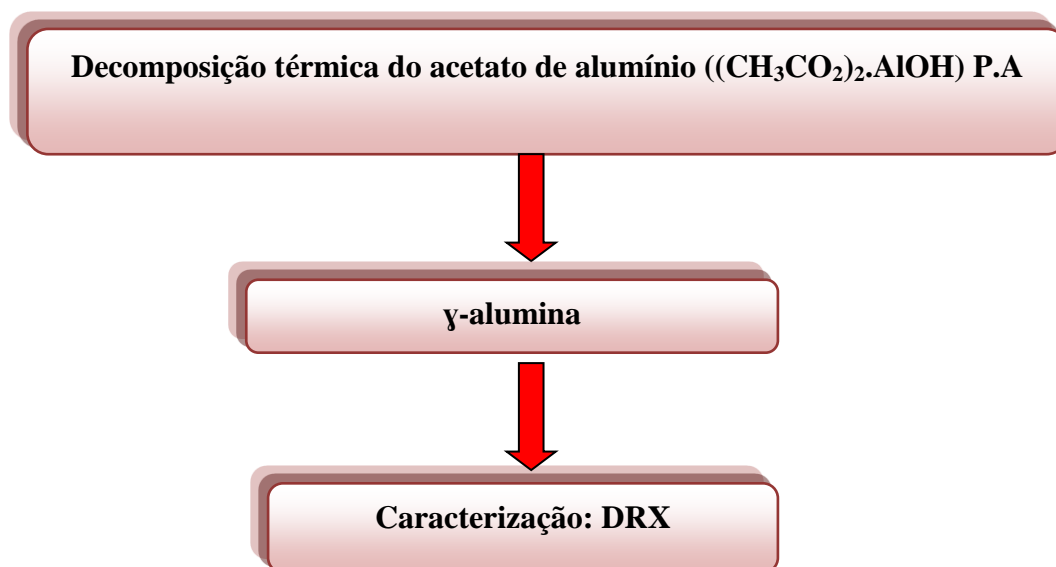 Decomposição térmica do acetato de alumínio ((CH₃CO₂)₂.AlOH) P.A
ɣ-alumina
Caracterização: DRX